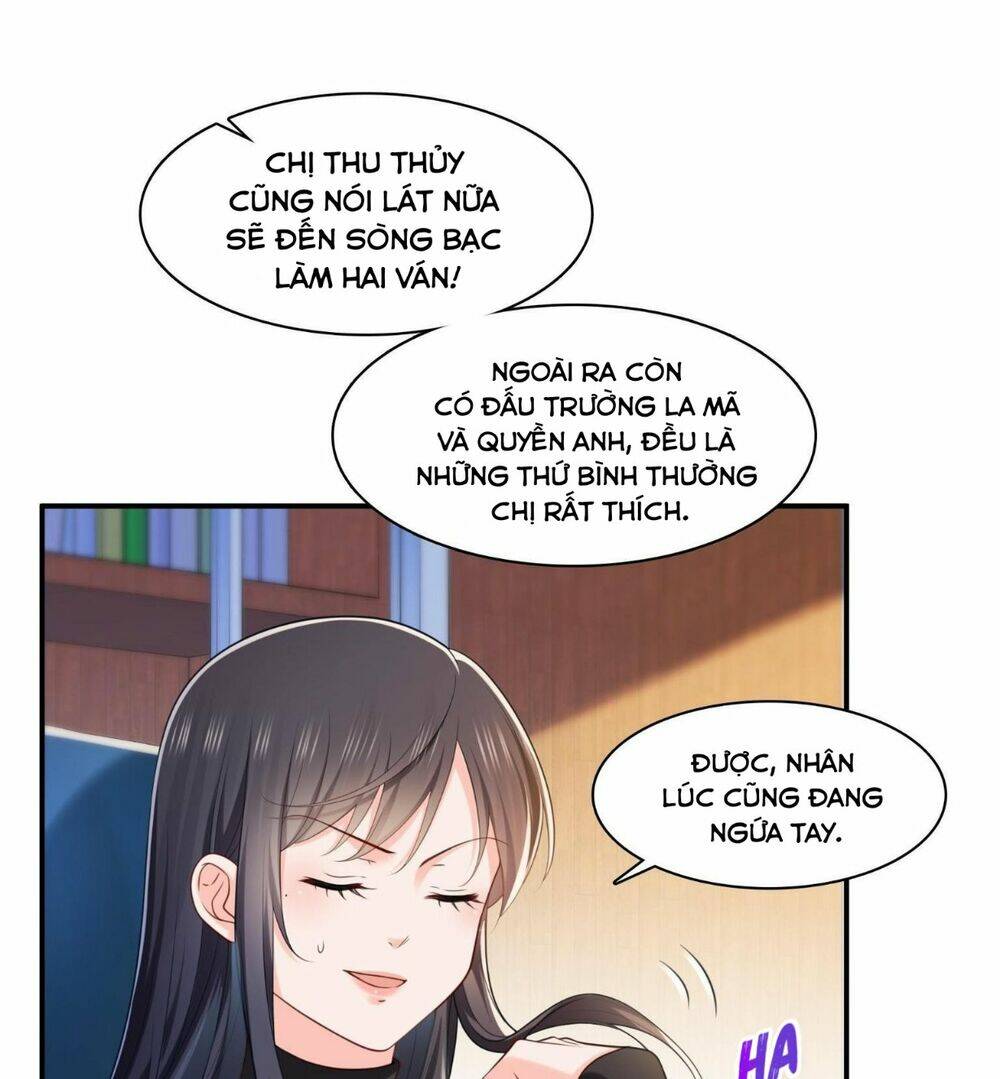 CHỊ THU THỦY
CŨNG NÓI LÁT NỮA
SẼ ĐẾN SÒNG BẠC
LÀM HAI VÁN!
NGOÀI RA CÒN
CÓ ĐẤU TRƯỜNG LA MÃ
VÀ QUYỀN ANH, ĐỀU LÀ
NHỮNG THỨ BÌNH THƯỜNG
CHỊ RẤT THÍCH.
ĐƯỢC, NHÂN
LÚC CŨNG ĐANG
NGỨA TAY.
HA